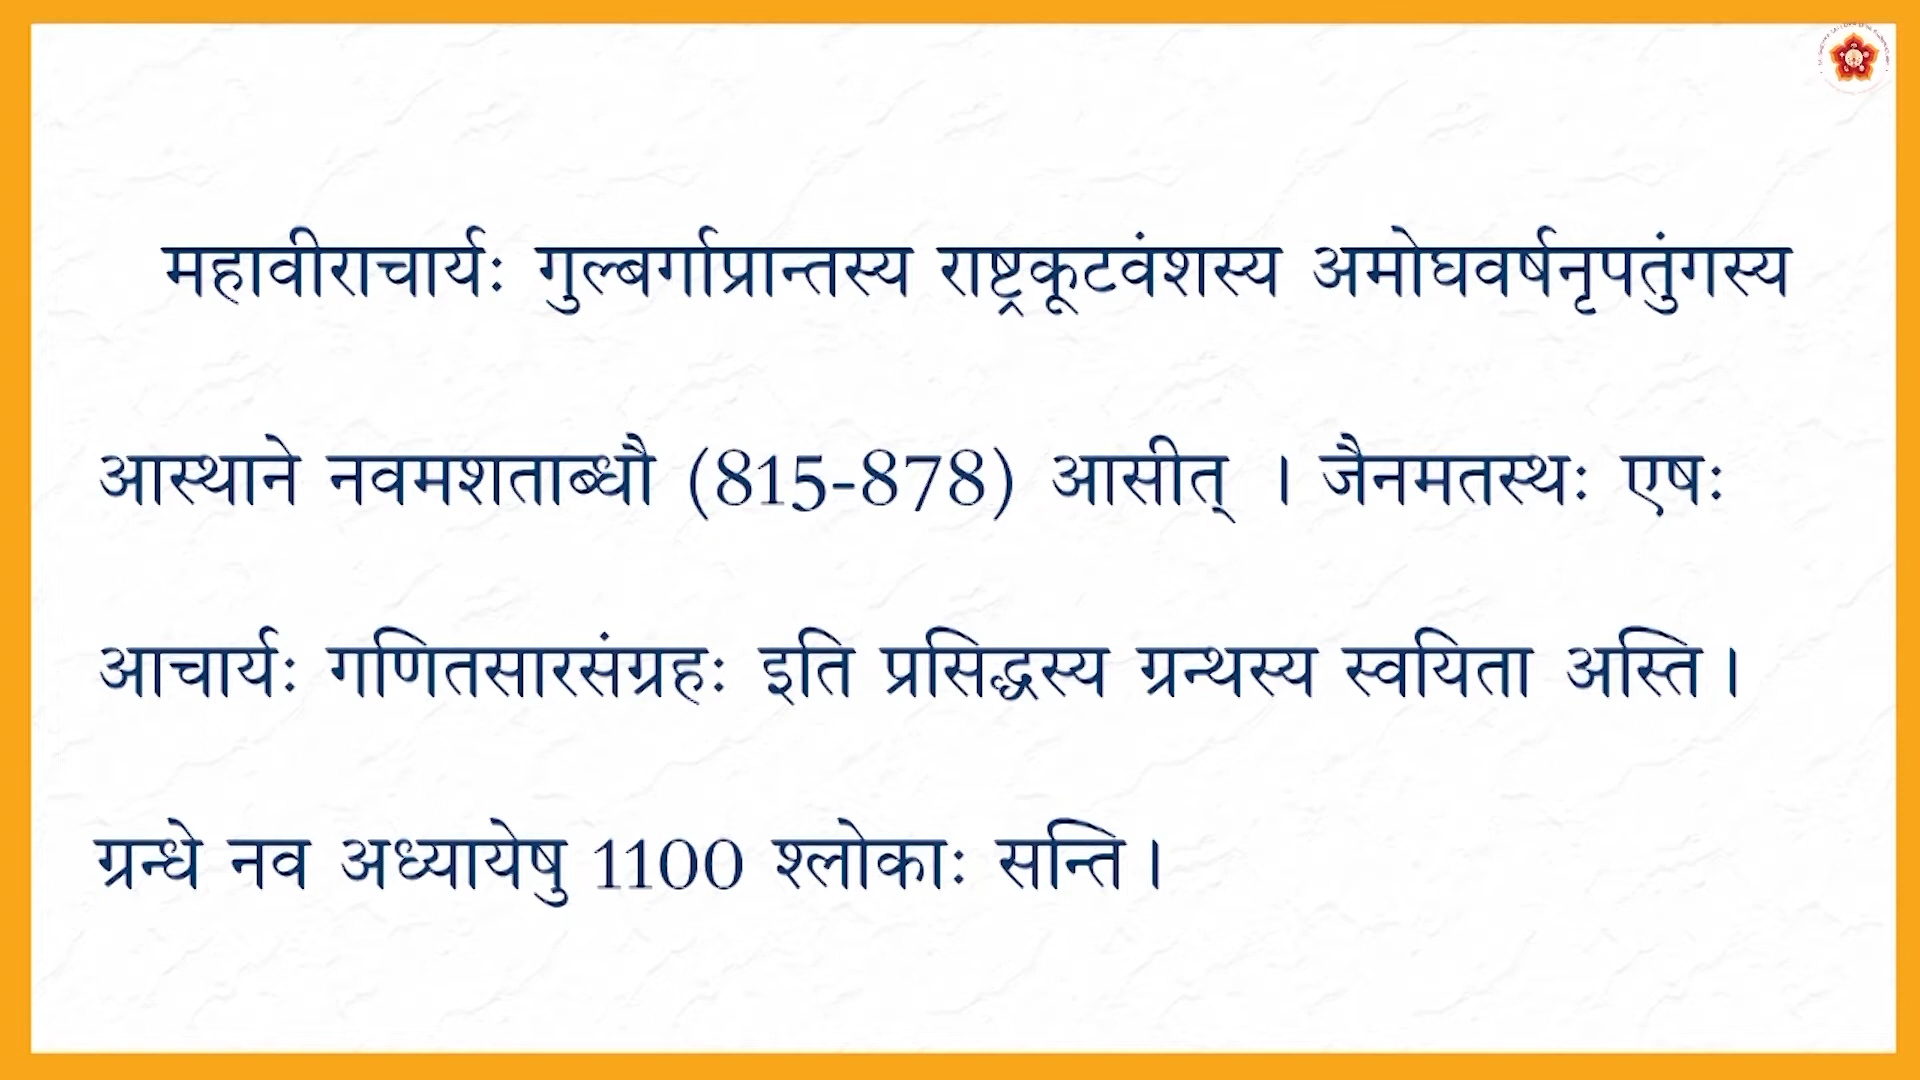 महावीराचार्यः गुल्बर्गाप्रान्तस्य राष्ट्रकूटवंशस्य अमोघवर्षनृपतुंगस्य
आस्थाने नवमशताब्धौ (815-878) आसीत् । जैनमतस्थः एषः
आचार्यः गणितसारसंग्रहः इति प्रसिद्धस्य ग्रन्थस्य स्वयिता अस्ति।
ग्रन्धे नव अध्यायेषु 1100 श्लोकाः सन्ति।